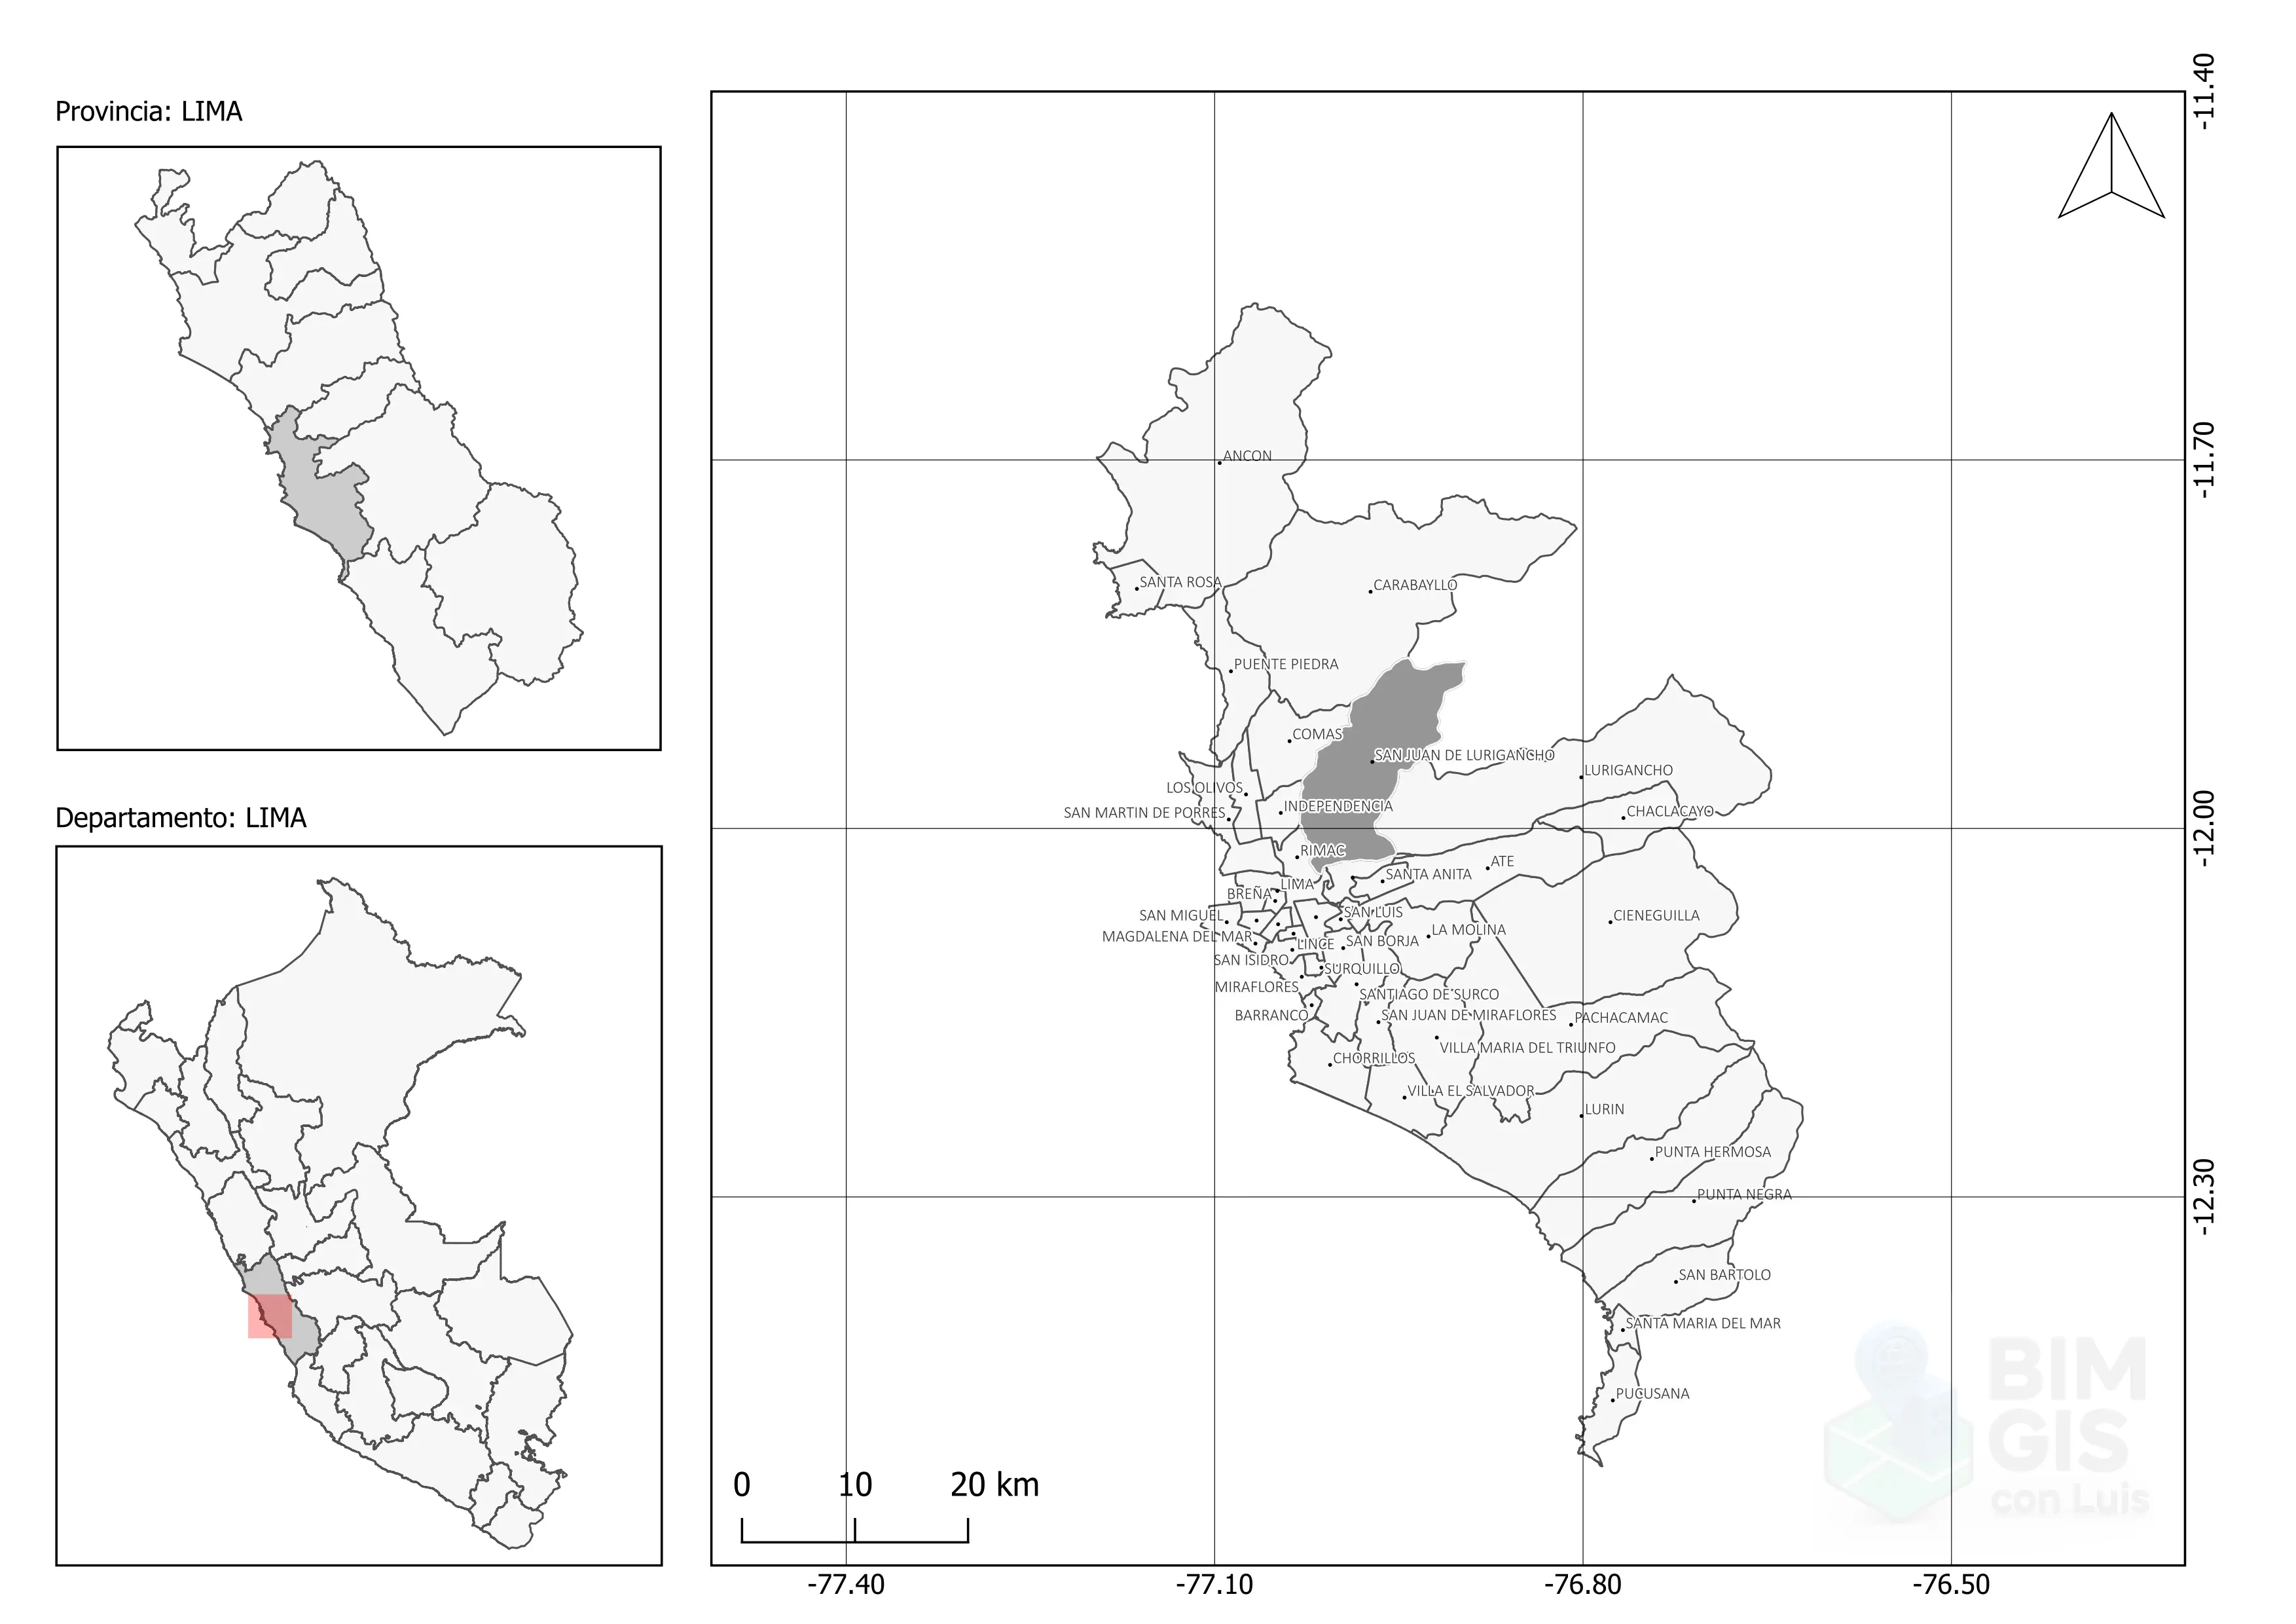 Provincia: LIMA
Departamento: LIMA
-11.40
-11.70
-12.00
-12.30
ANCON
SANTA ROSA
CARABAYLLO
PUENTE PIEDRA
COMAS
SAN JUAN DE LURIGANCHO
LURIGANCHO
LOS OLIVOS
INDEPENDENCIA
SAN MARTIN DE PORRES
CHACLACAYO
RIMAC
ATE
SANTA ANITA
LIMA
BREÑA
SAN MIGUEL
SAN LUIS
CIENEGUILLA
LA MOLINA
MAGDALENA DEL MAR
LINCE
SAN BORJA
SAN ISIDRO
SURQUILLO
MIRAFLORES
SANTIAGO DE SURCO
BARRANCO
SAN JUAN DE MIRAFLORES
PACHACAMAC
VILLA MARIA DEL TRIUNFO
CHORRILLOS
VILLA EL SALVADOR
LURIN
PUNTA HERMOSA
PUNTA NEGRA
SAN BARTOLO
SANTA MARIA DEL MAR
PUCUSANA
BIM
GIS
con Luis
0 10 20 km
-77.40 -77.10 -76.80 -76.50